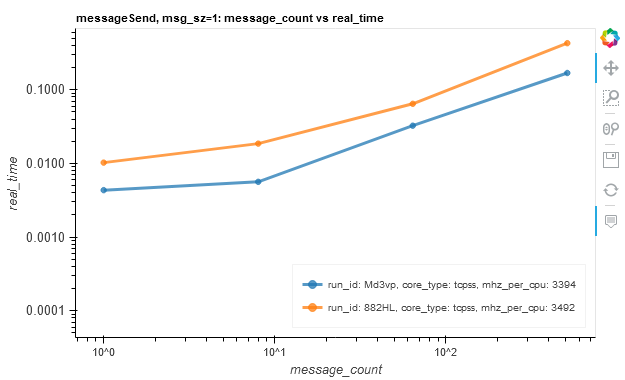 messageSend, msg_sz=1: message_count vs real_time
real_time
0.1000
0.0100
0.0010
0.0001
run_id: Md3vp, core_type: tcpss, mhz_per_cpu: 3394
run_id: 882HL, core_type: tcpss, mhz_per_cpu: 3492
10^0
10^1
10^2
message_count